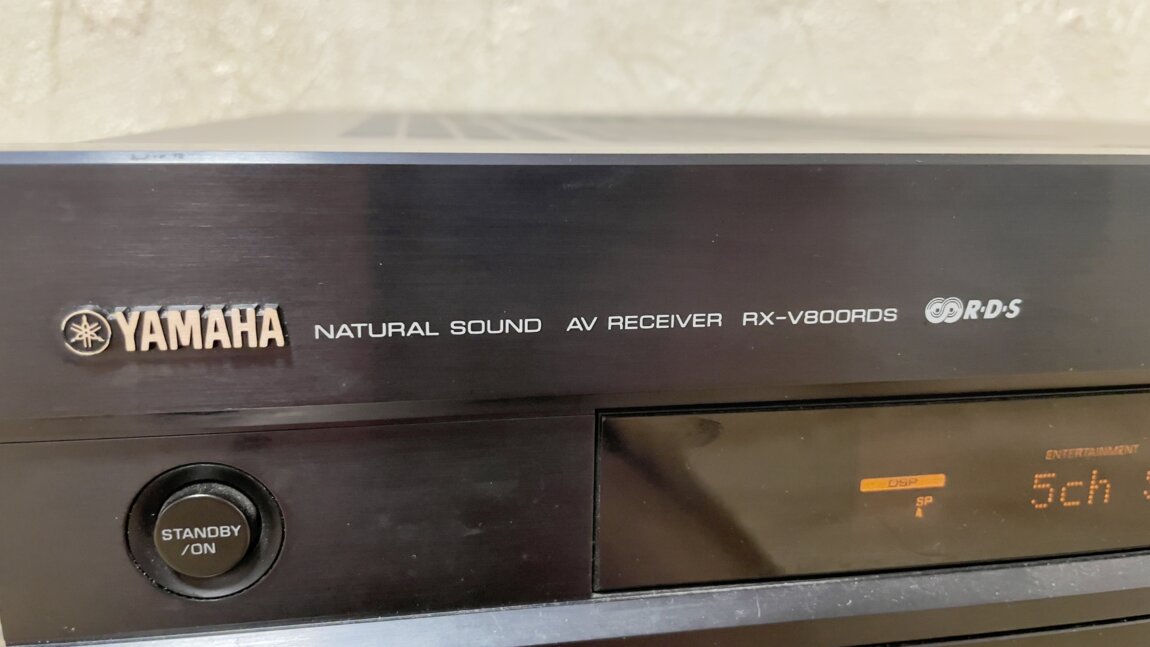 YAMAHA NATURAL SOUND AV RECEIVER RX-V800RDS R·D·S
STANDBY
/ON
ENTERTAINMENT
DSP
5ch
SP
A